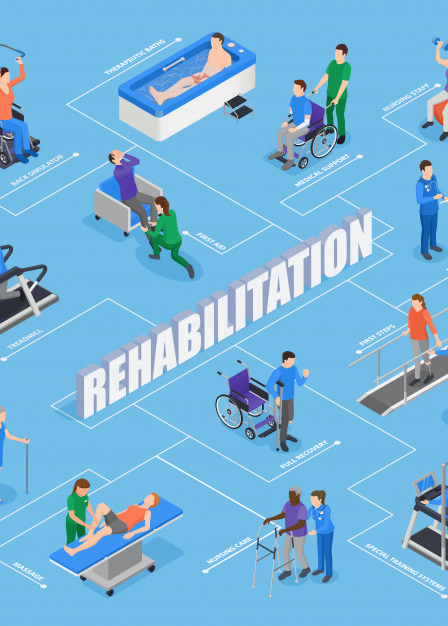 THERAPEUTIC BATHS
NURSING STAFF
BACK SIMULATOR
MEDICAL SUPPORT
FIRST AID
REHABILITATION
TREADMILL
FIRST STEPS
FULL RECOVERY
NURSING CARE
MASSAGE
SPECIAL TRAINING SYSTEMS